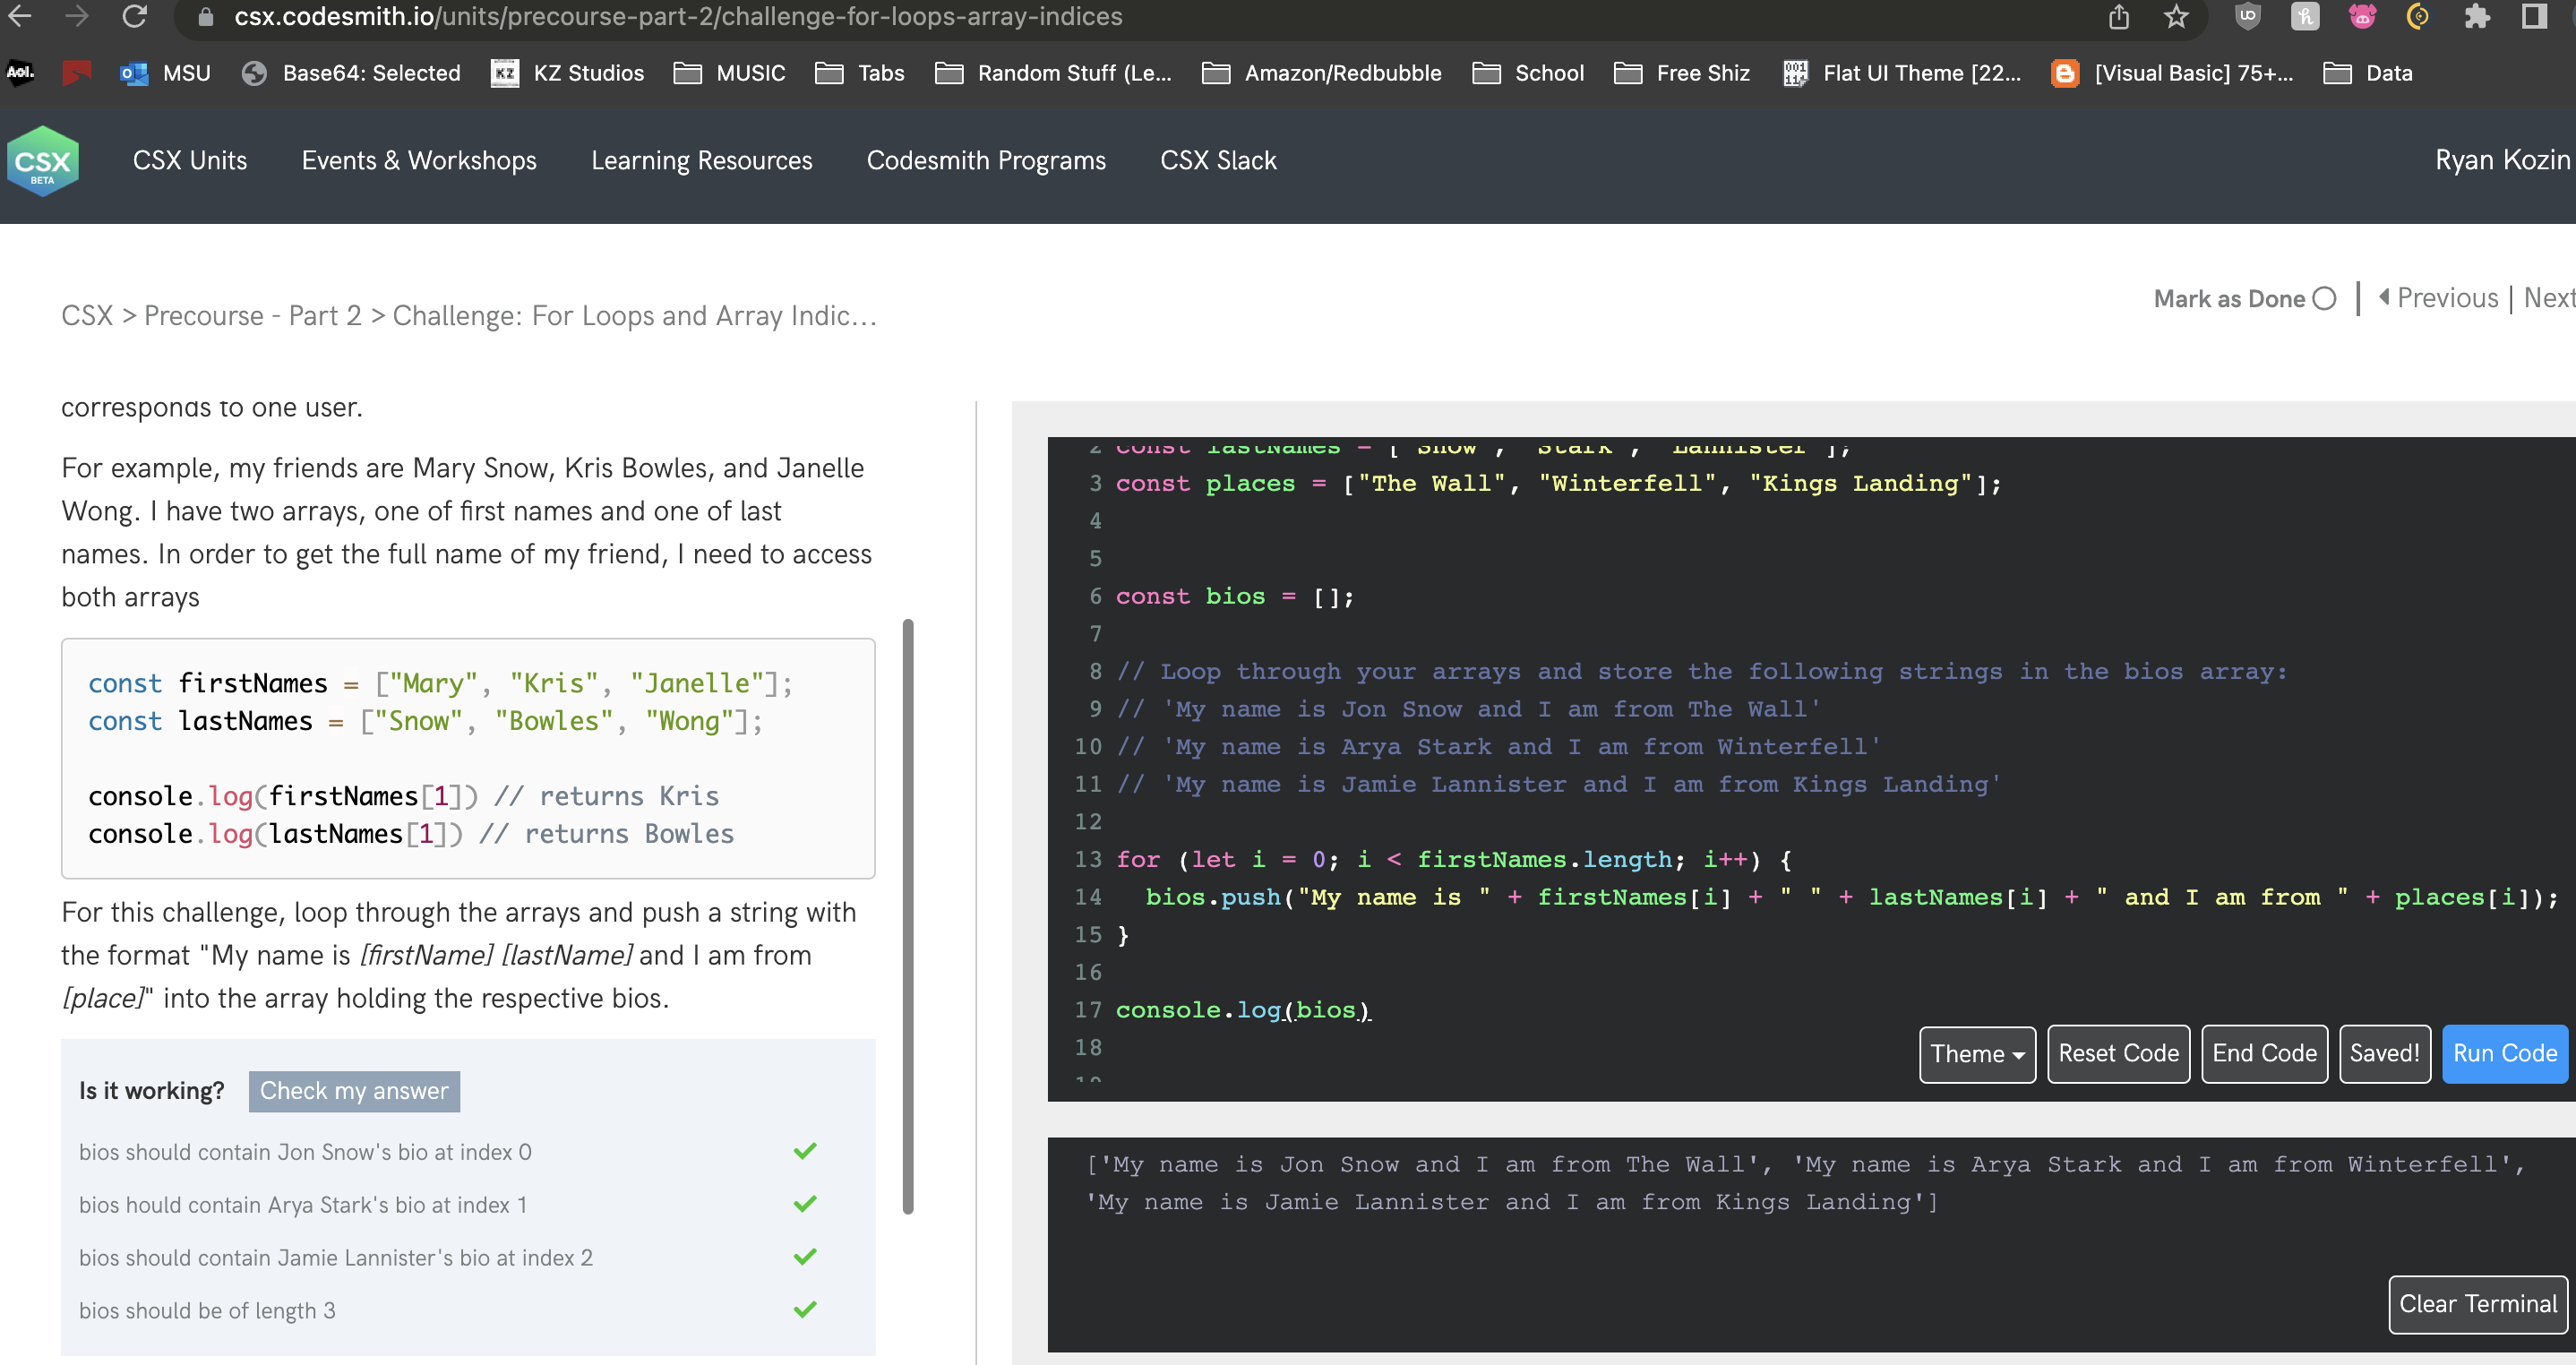 csx.codesmith.io/units/precourse-part-2/challenge-for-loops-array-indices
Aol. MSU Base64: Selected KZ KZ Studios MUSIC Tabs Random Stuff (Le... Amazon/Redbubble School Free Shiz Flat UI Theme [22... [Visual Basic] 75+... Data
CSX BETA CSX Units Events & Workshops Learning Resources Codesmith Programs CSX Slack Ryan Kozin
CSX > Precourse - Part 2 > Challenge: For Loops and Array Indic...
Mark as Done | Previous | Next
corresponds to one user.
For example, my friends are Mary Snow, Kris Bowles, and Janelle
Wong. I have two arrays, one of first names and one of last
names. In order to get the full name of my friend, I need to access
both arrays
const firstNames = ["Mary", "Kris", "Janelle"];
const lastNames = ["Snow", "Bowles", "Wong"];
console.log(firstNames[1]) // returns Kris
console.log(lastNames[1]) // returns Bowles
For this challenge, loop through the arrays and push a string with
the format "My name is [firstName] [lastName] and I am from
[place]" into the array holding the respective bios.
Is it working? Check my answer
bios should contain Jon Snow's bio at index 0
bios hould contain Arya Stark's bio at index 1
bios should contain Jamie Lannister's bio at index 2
bios should be of length 3
2 const lastNames = ["Snow", "Stark", "Lannister"];
3 const places = ["The Wall", "Winterfell", "Kings Landing"];
4
5
6 const bios = [];
7
8 // Loop through your arrays and store the following strings in the bios array:
9 // 'My name is Jon Snow and I am from The Wall'
10 // 'My name is Arya Stark and I am from Winterfell'
11 // 'My name is Jamie Lannister and I am from Kings Landing'
12
13 for (let i = 0; i < firstNames.length; i++) {
14 bios.push("My name is " + firstNames[i] + " " + lastNames[i] + " and I am from " + places[i]);
15 }
16
17 console.log(bios)
18
19
Theme Reset Code End Code Saved! Run Code
['My name is Jon Snow and I am from The Wall', 'My name is Arya Stark and I am from Winterfell',
'My name is Jamie Lannister and I am from Kings Landing']
Clear Terminal